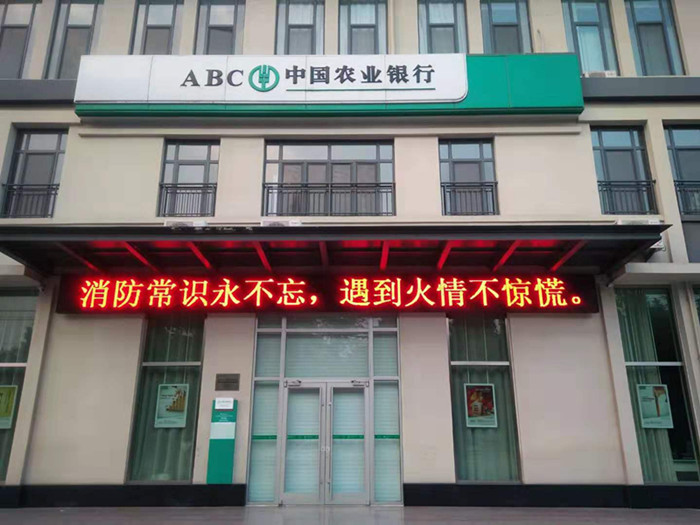 ABC 中国农业银行
消防常识永不忘，遇到火情不惊慌。